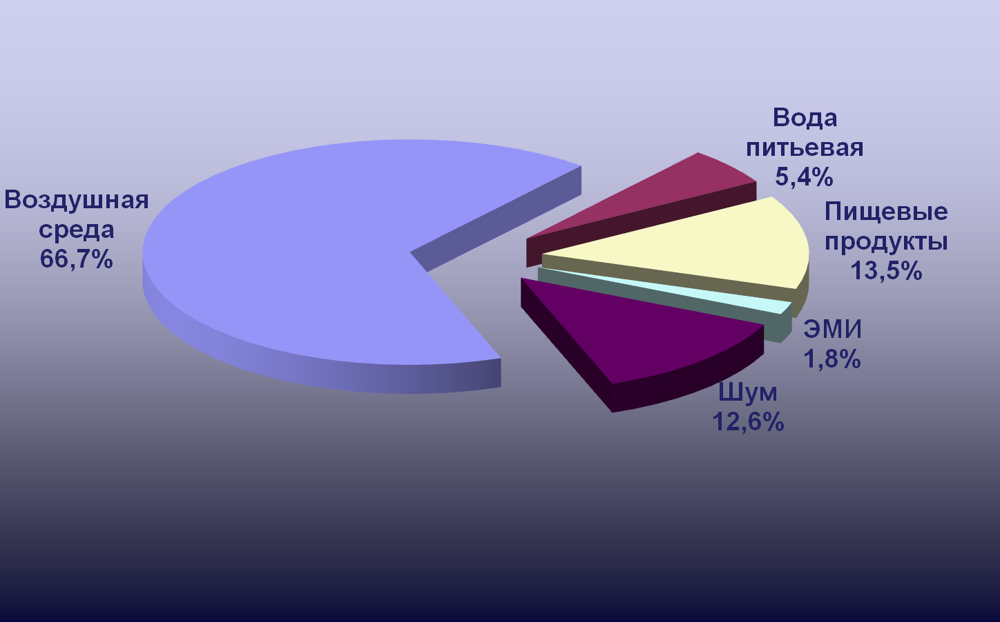 Воздушная
среда
66,7%
Вода
питьевая
5,4%
Пищевые
продукты
13,5%
ЭМИ
1,8%
Шум
12,6%